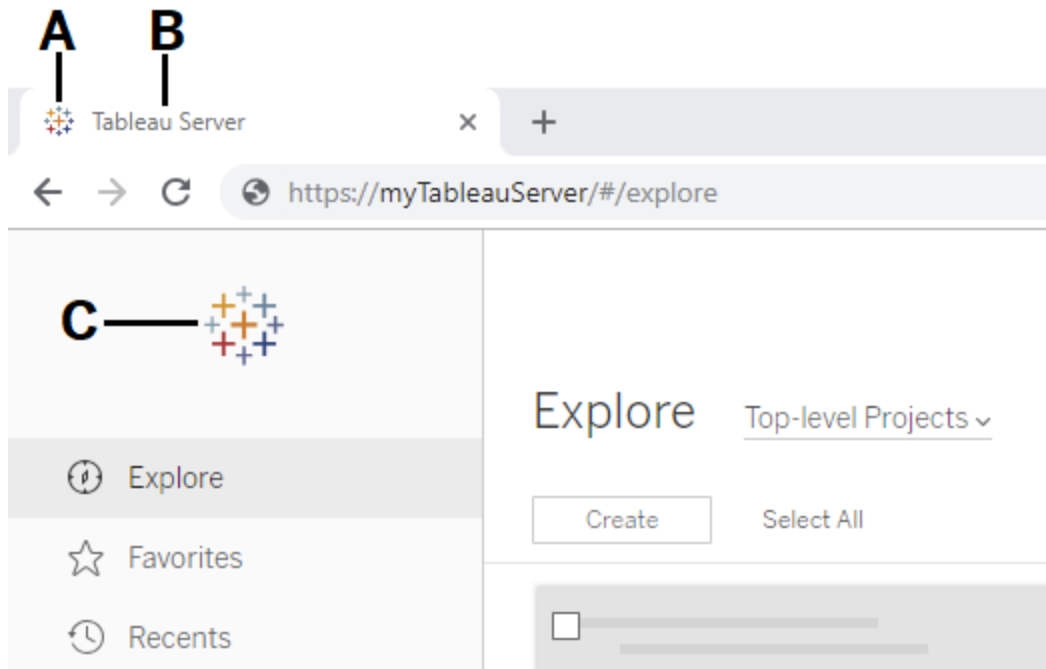 A B
Tableau Server
https://myTableauServer/#/explore
C
Explore Top-level Projects
Create Select All
Explore
Favorites
Recents